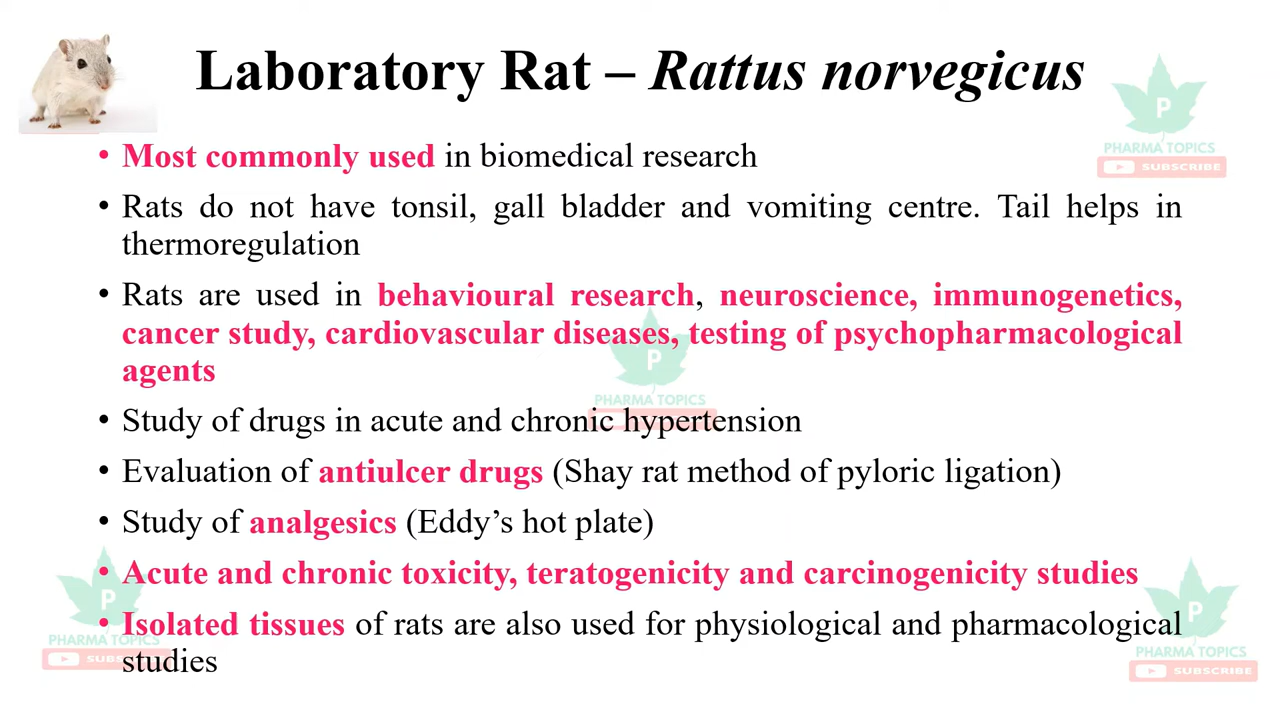 Laboratory Rat – Rattus norvegicus
P
PHARMA TOPICS
SUBSCRIBE
• Most commonly used in biomedical research
• Rats do not have tonsil, gall bladder and vomiting centre. Tail helps in
thermoregulation
• Rats are used in behavioural research, neuroscience, immunogenetics,
cancer study, cardiovascular diseases, testing of psychopharmacological
agents
P
PHARMA TOPICS
• Study of drugs in acute and chronic hypertension
• Evaluation of antiulcer drugs (Shay rat method of pyloric ligation)
• Study of analgesics (Eddy’s hot plate)
• Acute and chronic toxicity, teratogenicity and carcinogenicity studies
P
P
• Isolated tissues of rats are also used for physiological and pharmacological
studies
PHARMA TOPICS
SUBSCRIBE
PHARMA TOPICS
SUBSCRIBE